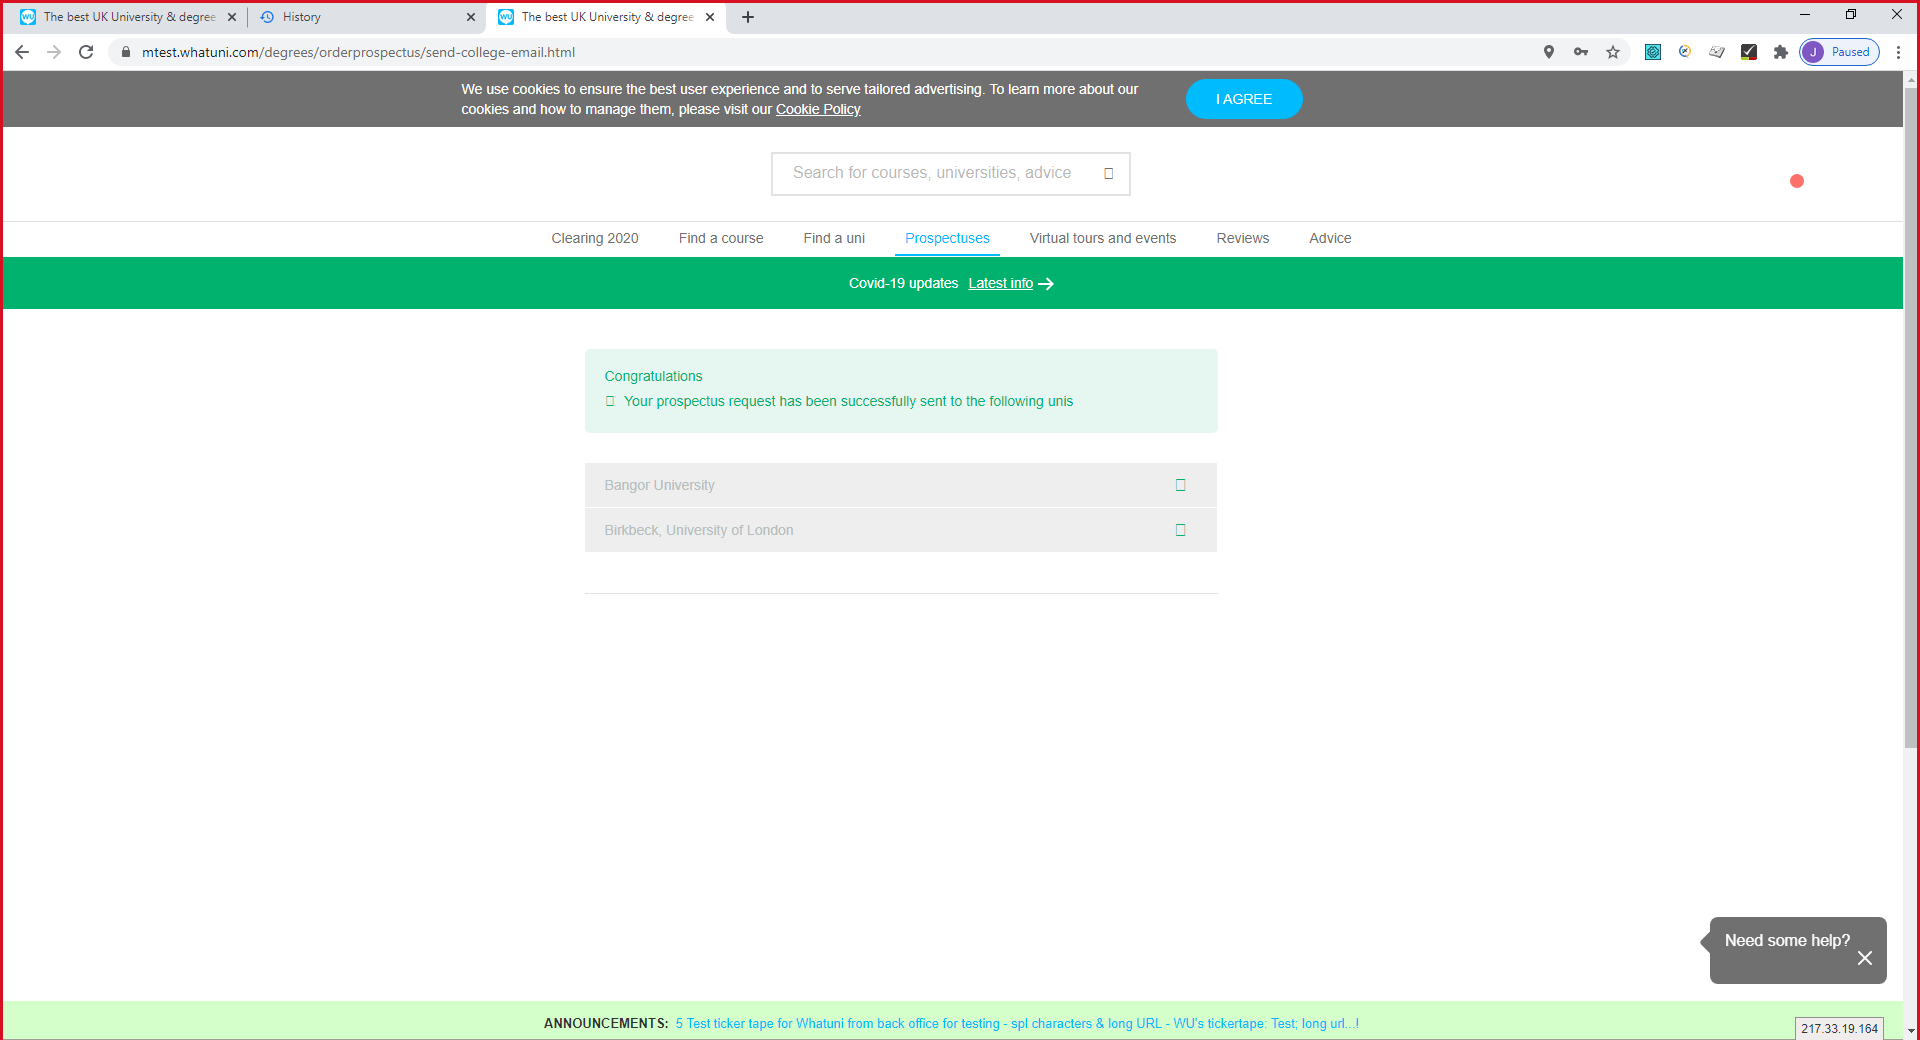 The best UK University & degree
History
The best UK University & degree
mtest.whatuni.com/degrees/orderprospectus/send-college-email.html
J Paused
We use cookies to ensure the best user experience and to serve tailored advertising. To learn more about our
cookies and how to manage them, please visit our Cookie Policy
I AGREE
Search for courses, universities, advice
Clearing 2020 Find a course Find a uni Prospectuses Virtual tours and events Reviews Advice
Covid-19 updates Latest info
Congratulations
Your prospectus request has been successfully sent to the following unis
Bangor University
Birkbeck, University of London
Need some help?
ANNOUNCEMENTS: 5 Test ticker tape for Whatuni from back office for testing - spl characters & long URL - WU's tickertape: Test; long url...!
217.33.19.164